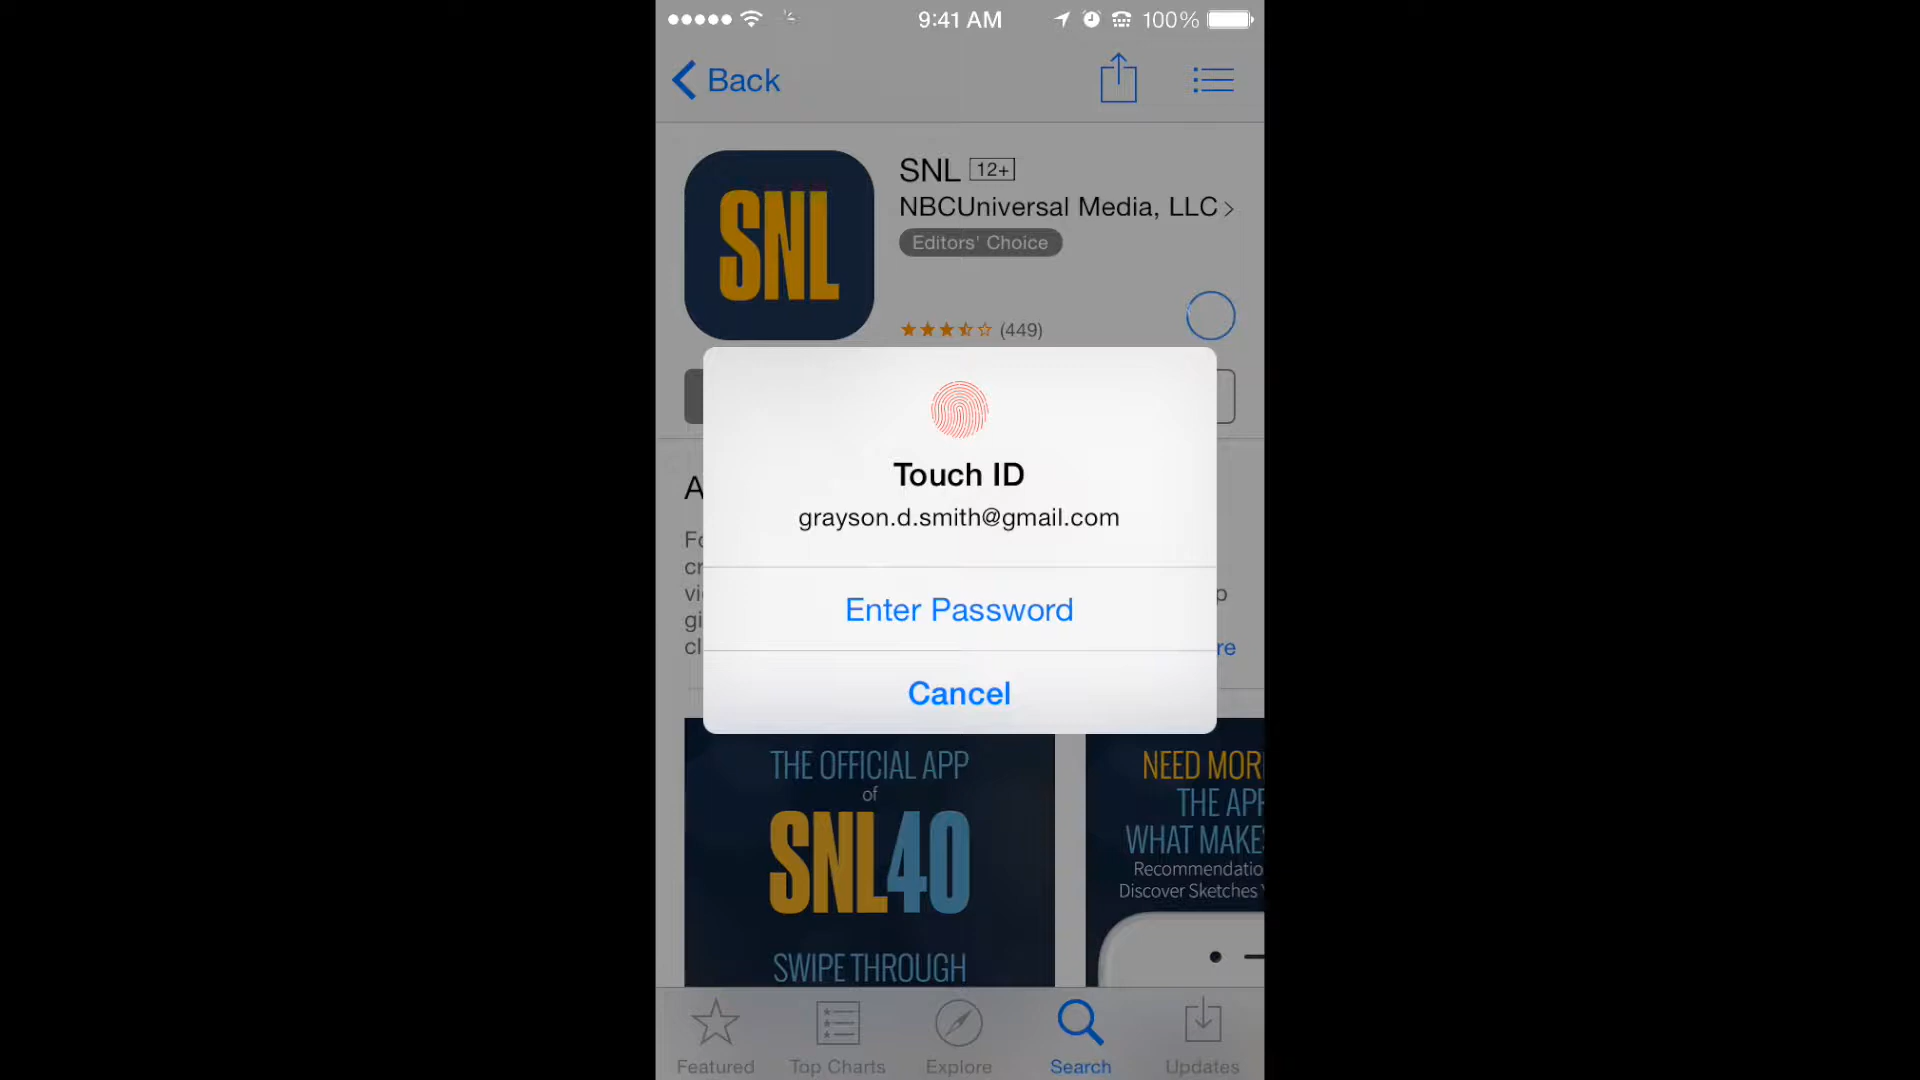 9:41 AM 100%
Back
SNL
SNL 12+
NBCUniversal Media, LLC
Editors' Choice
(449)
Touch ID
grayson.d.smith@gmail.com
Enter Password
Cancel
THE OFFICIAL APP
of
SNL40
SWIPE THROUGH
NEED MOR
THE AP
WHAT MAKE
Recommendatio
Discover Sketches
Featured Top Charts Explore Search Updates